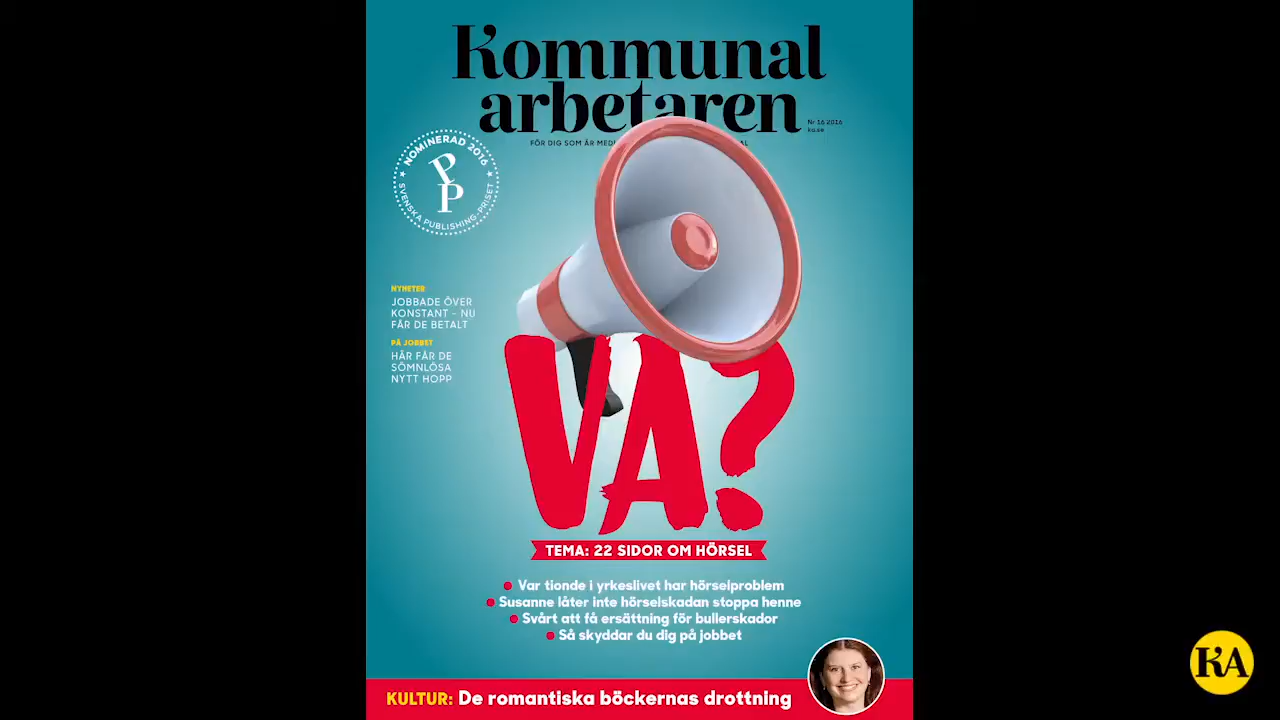 Kommunal
arbetaren
Nr 16 2016
ka.se
FÖR DIG SOM ÄR
NOMINERAD 2016
PP
SVENSKA PUBLISHING-PRISET
NYHETER
JOBBADE ÖVER
KONSTANT – NU
FÅR DE BETALT
PÅ JOBBET
HÄR FÅR DE
SÖMNLÖSA
NYTT HOPP
VA?
TEMA: 22 SIDOR OM HÖRSEL
Var tionde i yrkeslivet har hörselproblem
Susanne låter inte hörselskadan stoppa henne
Svårt att få ersättning för bullerskador
Så skyddar du dig på jobbet
KULTUR: De romantiska böckernas drottning
KA